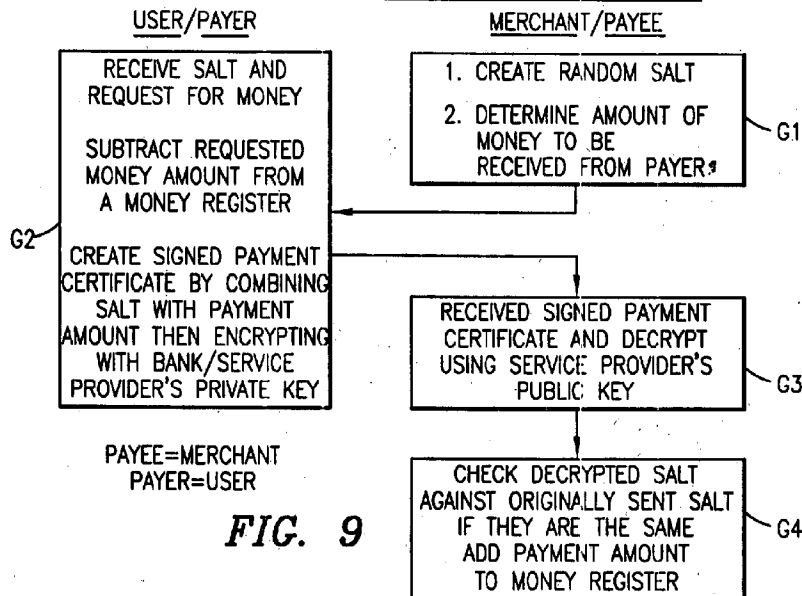 USER/PAYER
RECEIVE SALT AND
REQUEST FOR MONEY
SUBTRACT REQUESTED
MONEY AMOUNT FROM
A MONEY REGISTER
CREATE SIGNED PAYMENT
CERTIFICATE BY COMBINING
SALT WITH PAYMENT
AMOUNT THEN ENCRYPTING
WITH BANK/SERVICE
PROVIDER'S PRIVATE KEY
G2
PAYEE=MERCHANT
PAYER=USER
FIG. 9
MERCHANT/PAYEE
1. CREATE RANDOM SALT
2. DETERMINE AMOUNT OF
MONEY TO BE
RECEIVED FROM PAYER
G1
RECEIVED SIGNED PAYMENT
CERTIFICATE AND DECRYPT
USING SERVICE PROVIDER'S
PUBLIC KEY
G3
CHECK DECRYPTED SALT
AGAINST ORIGINALLY SENT SALT
IF THEY ARE THE SAME
ADD PAYMENT AMOUNT
TO MONEY REGISTER
G4